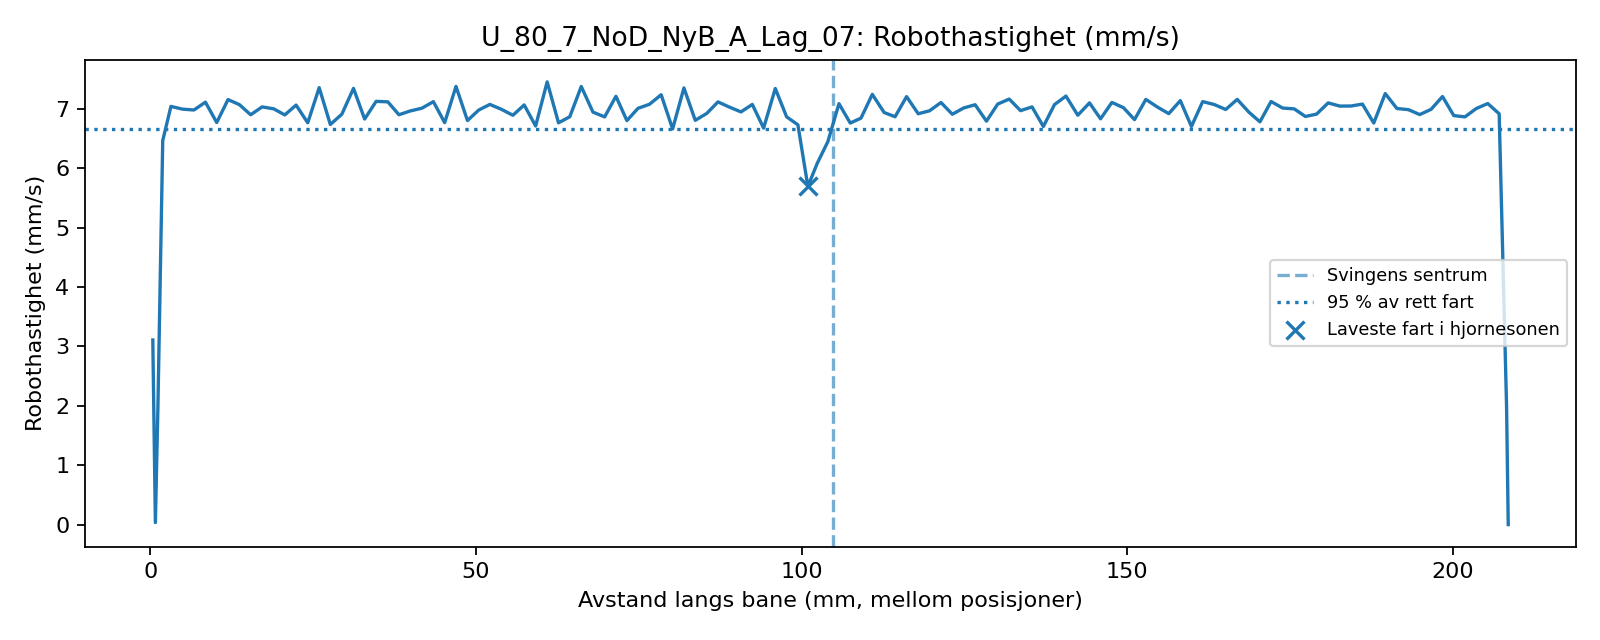 U_80_7_NoD_NyB_A_Lag_07: Robothastighet (mm/s)
Robothastighet (mm/s)
7
6
5
4
3
2
1
0
Svingens sentrum
95 % av rett fart
Laveste fart i hjornesonen
0 50 100 150 200
Avstand langs bane (mm, mellom posisjoner)